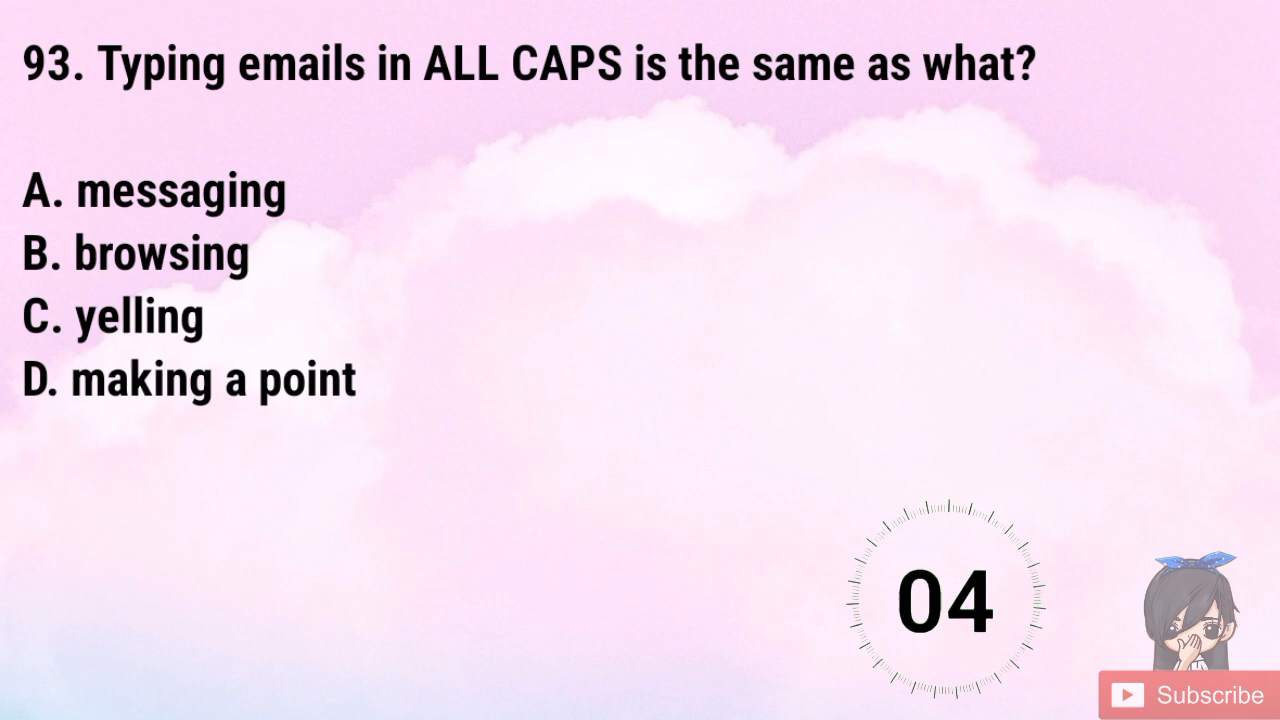 93. Typing emails in ALL CAPS is the same as what?
A. messaging
B. browsing
C. yelling
D. making a point
04
Subscribe